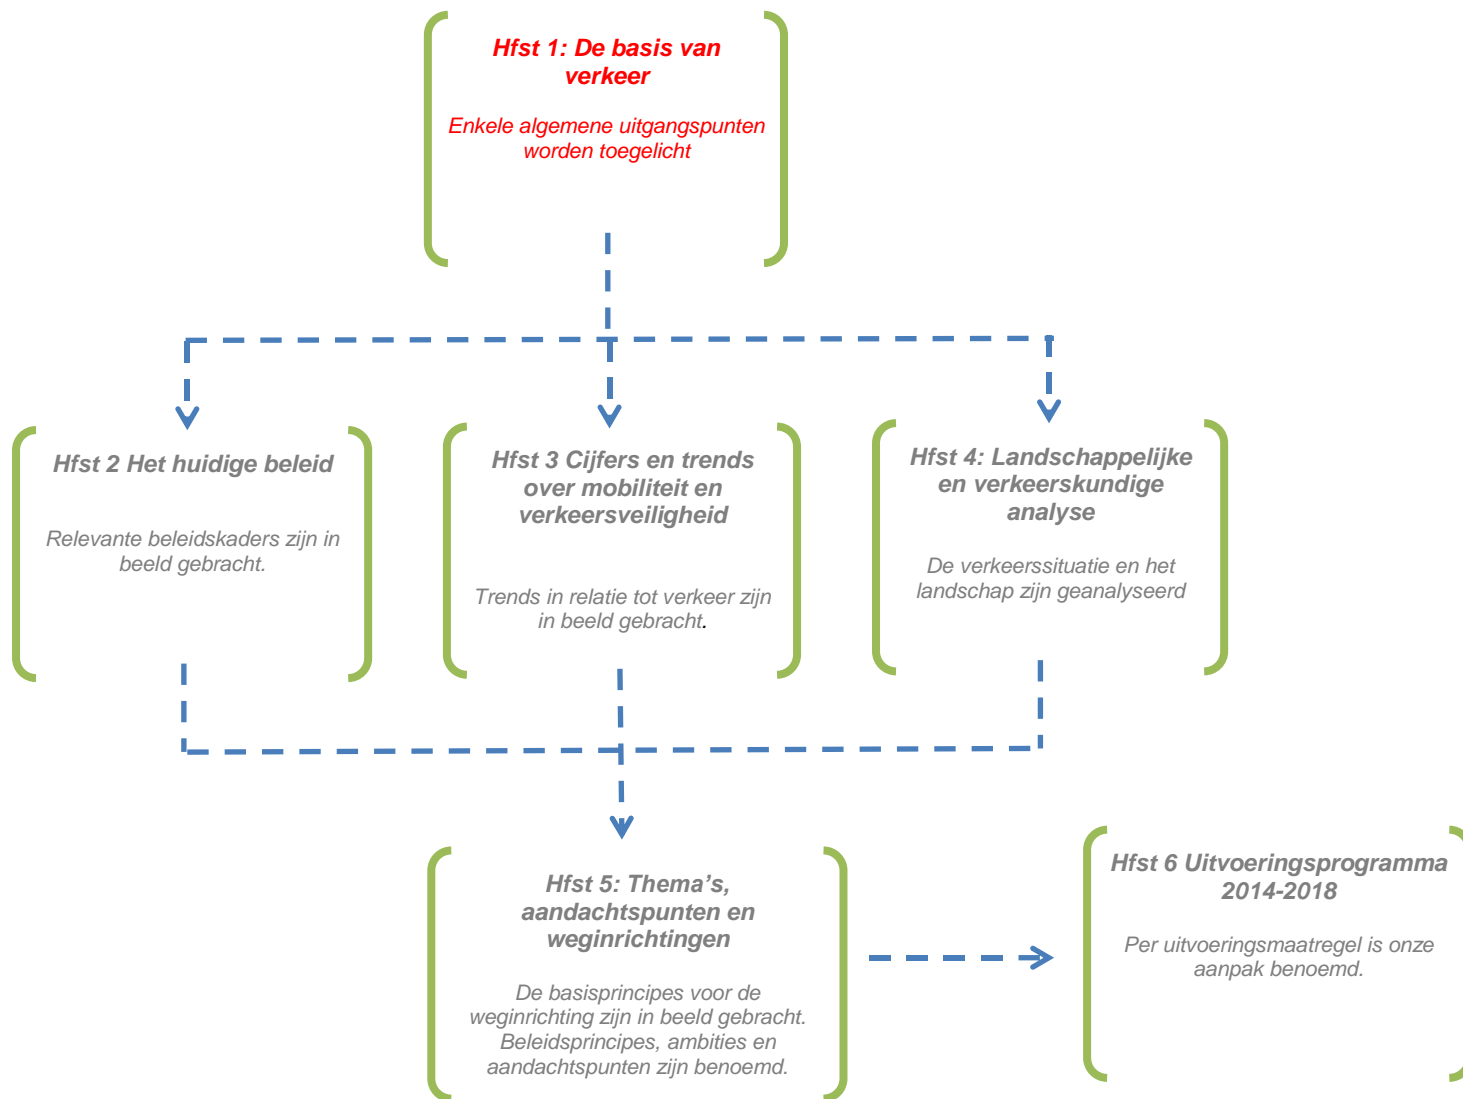 Hfst 1: De basis van
verkeer
Enkele algemene uitgangspunten
worden toegelicht
Hfst 2 Het huidige beleid
Relevante beleidskaders zijn in
beeld gebracht.
Hfst 3 Cijfers en trends
over mobiliteit en
verkeersveiligheid
Trends in relatie tot verkeer zijn
in beeld gebracht.
Hfst 4: Landschappelijke
en verkeerskundige
analyse
De verkeerssituatie en het
landschap zijn geanalyseerd
Hfst 5: Thema's,
aandachtspunten en
weginrichtingen
De basisprincipes voor de
weginrichting zijn in beeld gebracht.
Beleidsprincipes, ambities en
aandachtspunten zijn benoemd.
Hfst 6 Uitvoeringsprogramma
2014-2018
Per uitvoeringsmaatregel is onze
aanpak benoemd.